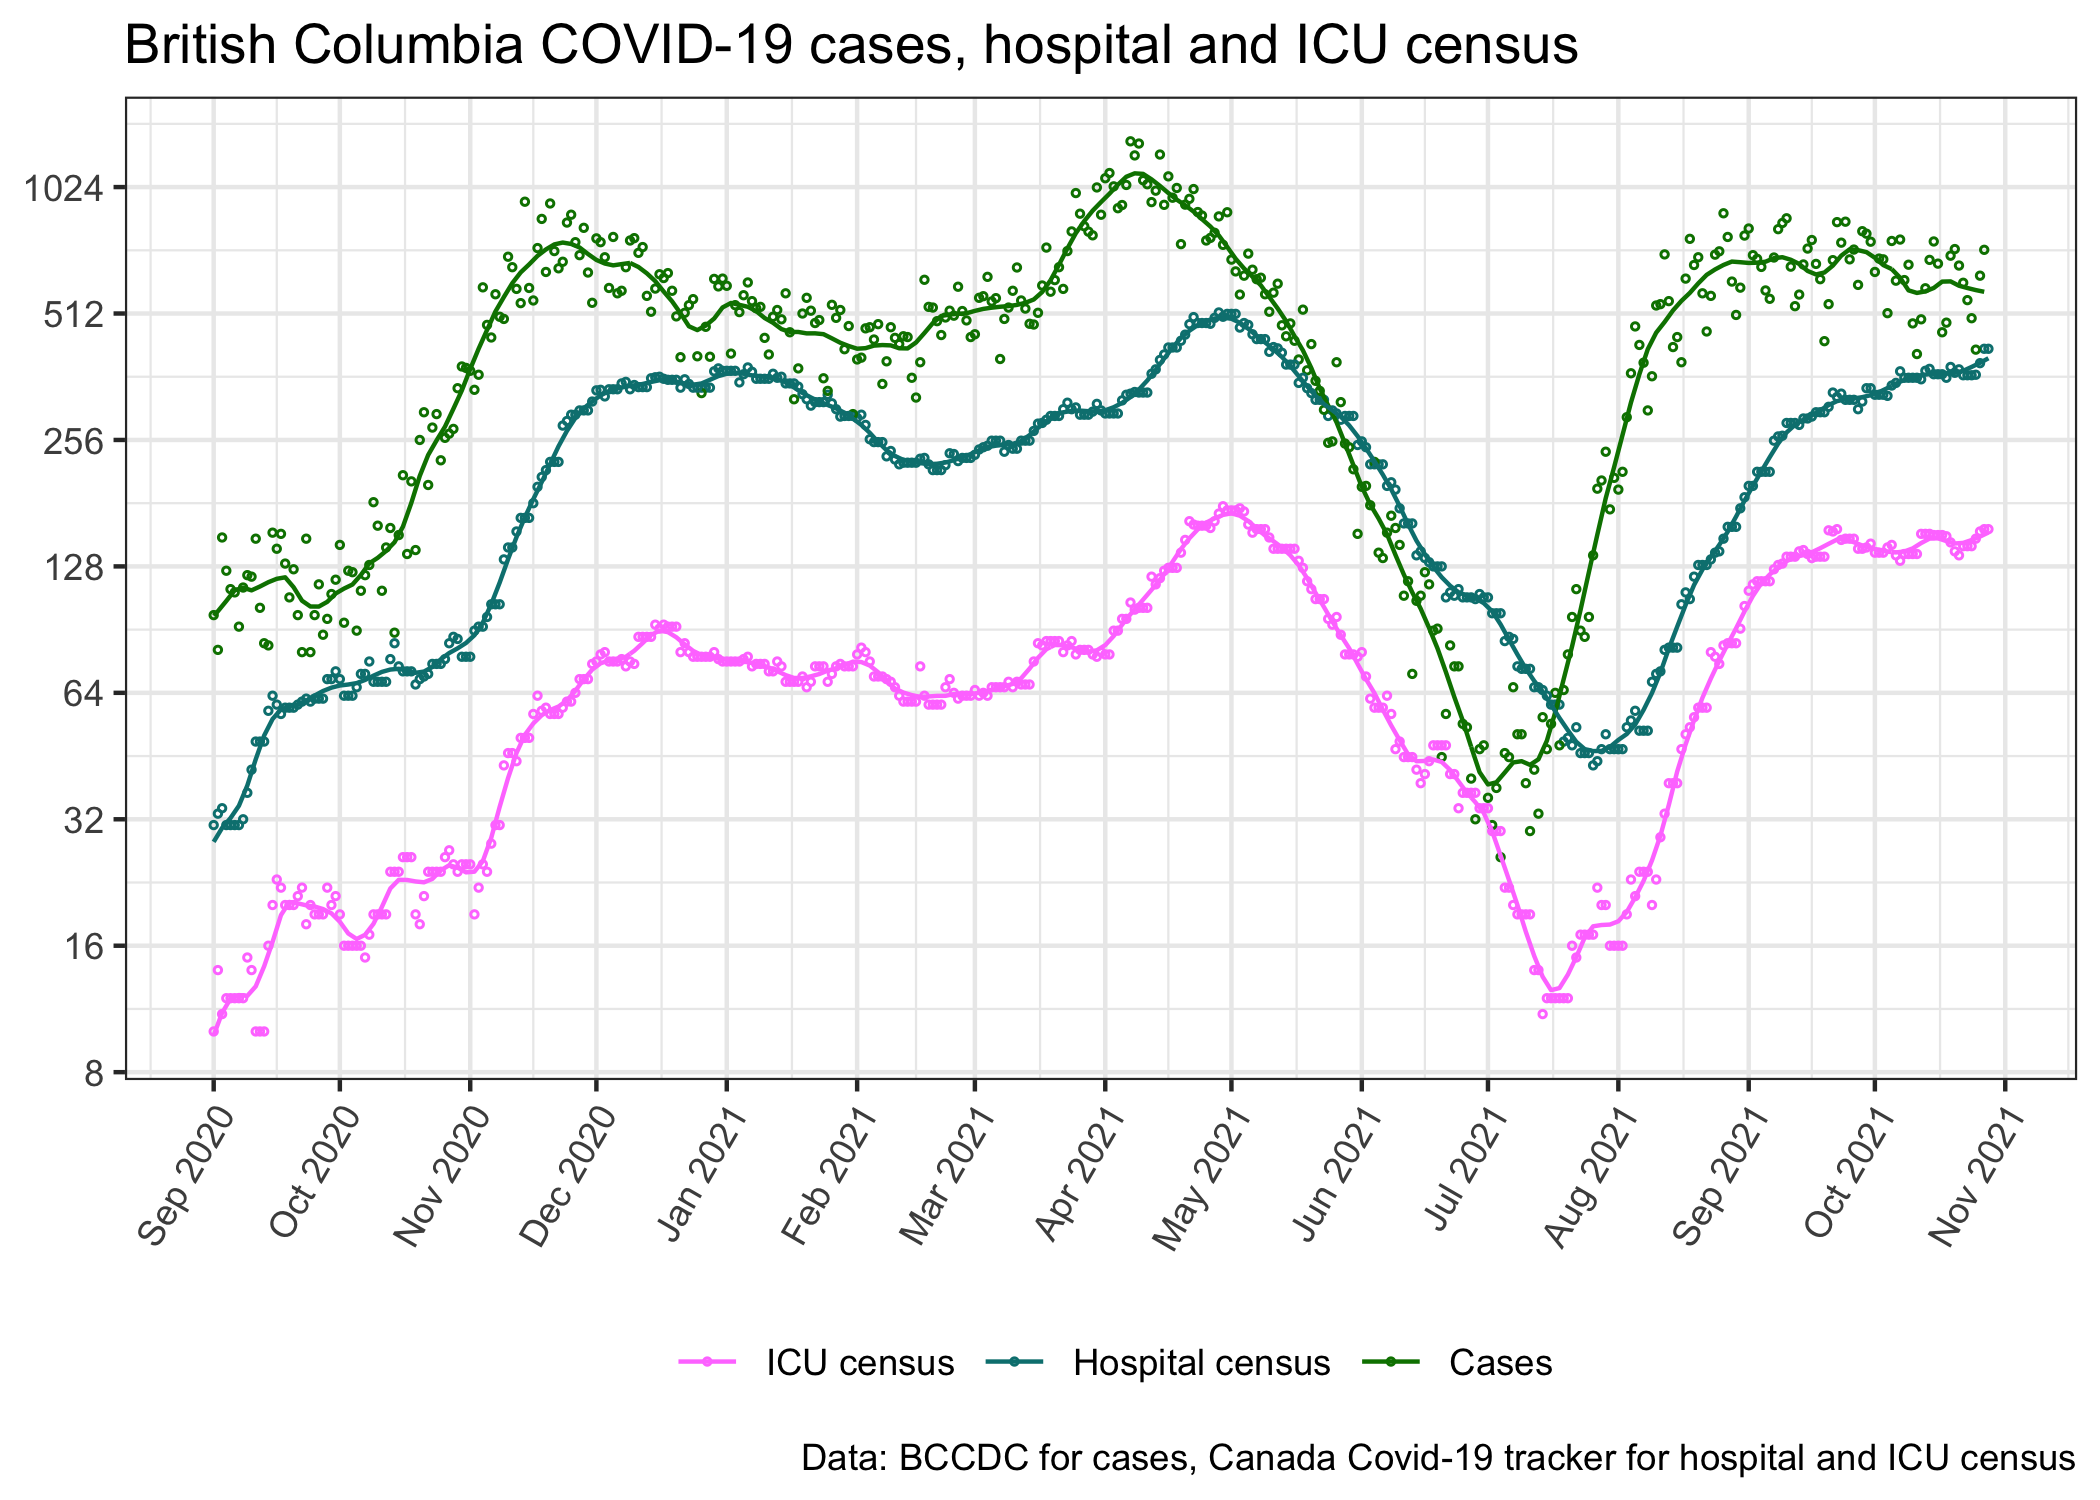 British Columbia COVID-19 cases, hospital and ICU census
1024
512
256
128
64
32
16
8
Sep 2020
Oct 2020
Nov 2020
Dec 2020
Jan 2021
Feb 2021
Mar 2021
Apr 2021
May 2021
Jun 2021
Jul 2021
Aug 2021
Sep 2021
Oct 2021
Nov 2021
ICU census
Hospital census
Cases
Data: BCCDC for cases, Canada Covid-19 tracker for hospital and ICU census